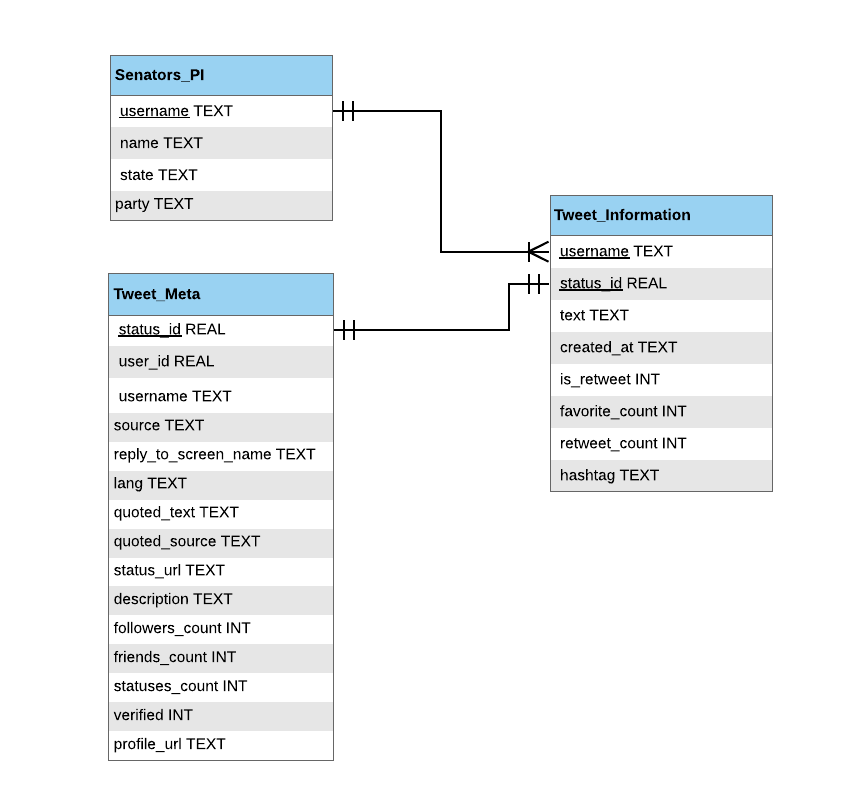 Senators_PI
username TEXT
name TEXT
state TEXT
party TEXT
Tweet_Meta
status_id REAL
user_id REAL
username TEXT
source TEXT
reply_to_screen_name TEXT
lang TEXT
quoted_text TEXT
quoted_source TEXT
status_url TEXT
description TEXT
followers_count INT
friends_count INT
statuses_count INT
verified INT
profile_url TEXT
Tweet_Information
username TEXT
status_id REAL
text TEXT
created_at TEXT
is_retweet INT
favorite_count INT
retweet_count INT
hashtag TEXT